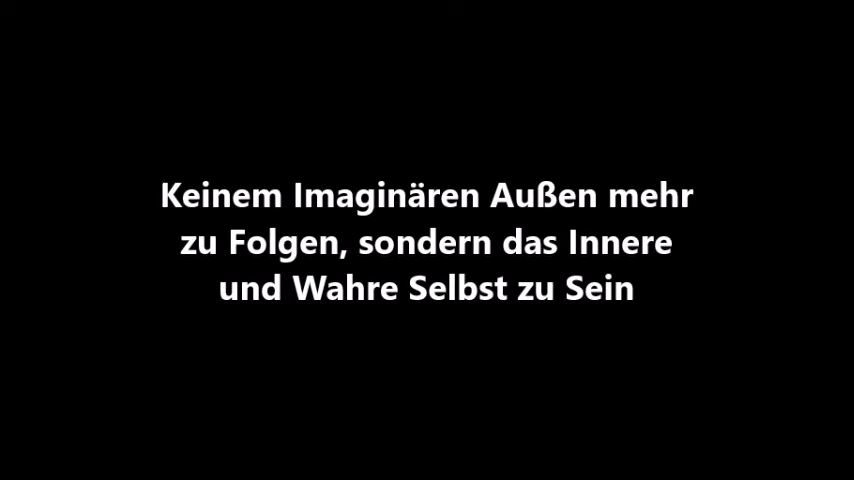 Keinem Imaginären Außen mehr
zu Folgen, sondern das Innere
und Wahre Selbst zu Sein